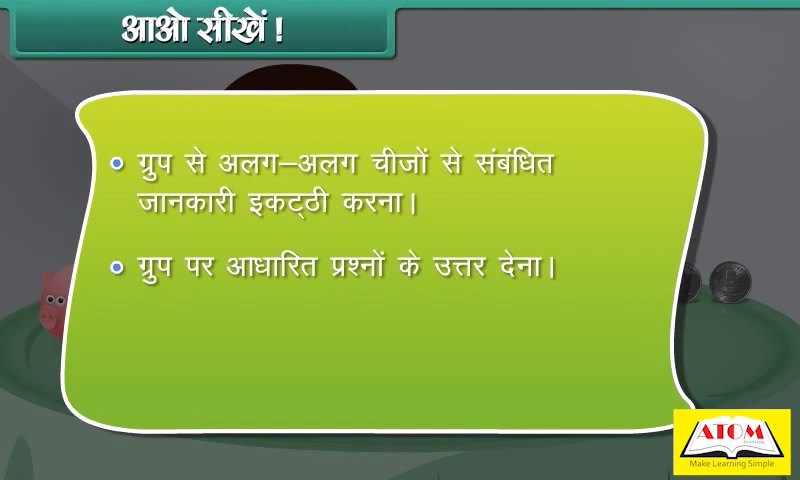 आओ सीखें!
ग्रुप से अलग–अलग चीजों से संबंधित
जानकारी इकट्ठी करना।
ग्रुप पर आधारित प्रश्नों के उत्तर देना।
ATOM
Make Learning Simple